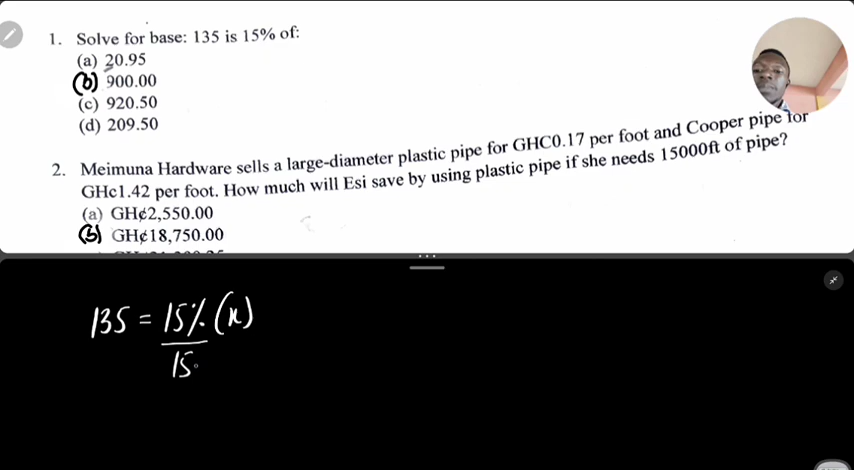 1. Solve for base: 135 is 15% of:
(a) 20.95
(b) 900.00
(c) 920.50
(d) 209.50
2. Meimuna Hardware sells a large-diameter plastic pipe for GHC0.17 per foot and Cooper pipe for
GHc1.42 per foot. How much will Esi save by using plastic pipe if she needs 15000ft of pipe?
(a) GH¢2,550.00
(b) GH¢18,750.00
135 = 15% (x)
15